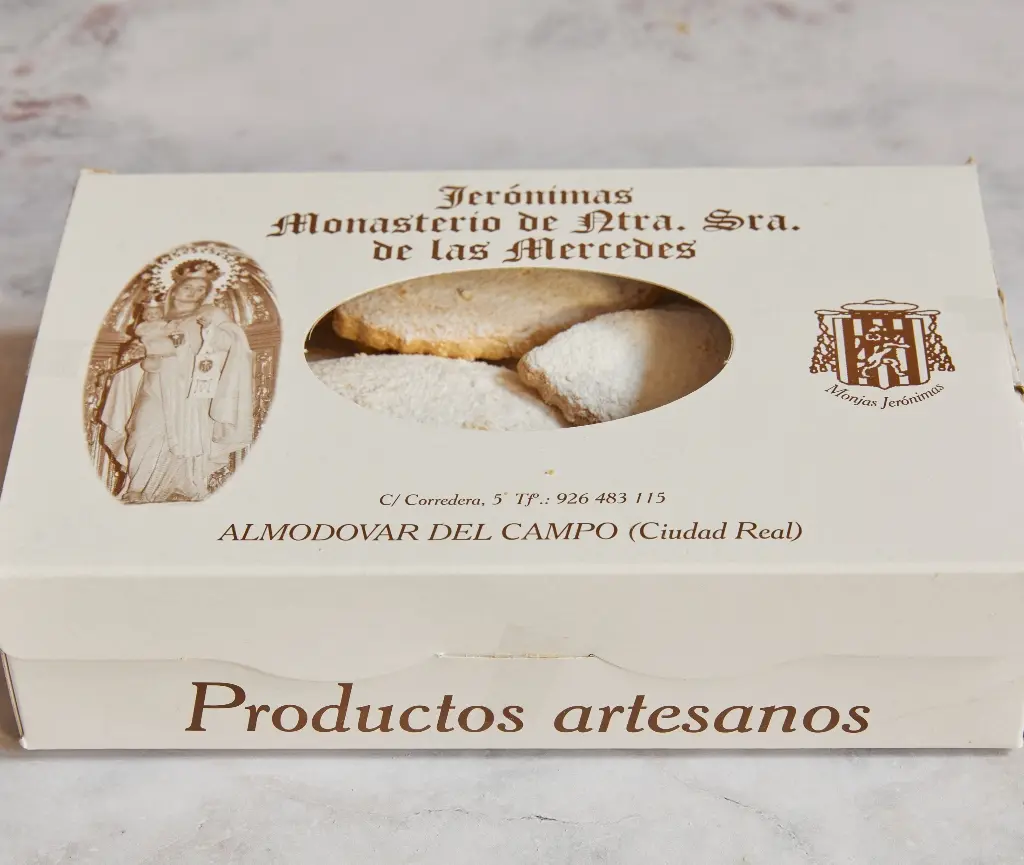 Jerónimas
Monasterio de Ntra. Sra.
de las Mercedes
Monjas Jerónimas
C/ Corredera, 5 Tfº.: 926 483 115
ALMODOVAR DEL CAMPO (Ciudad Real)
Productos artesanos